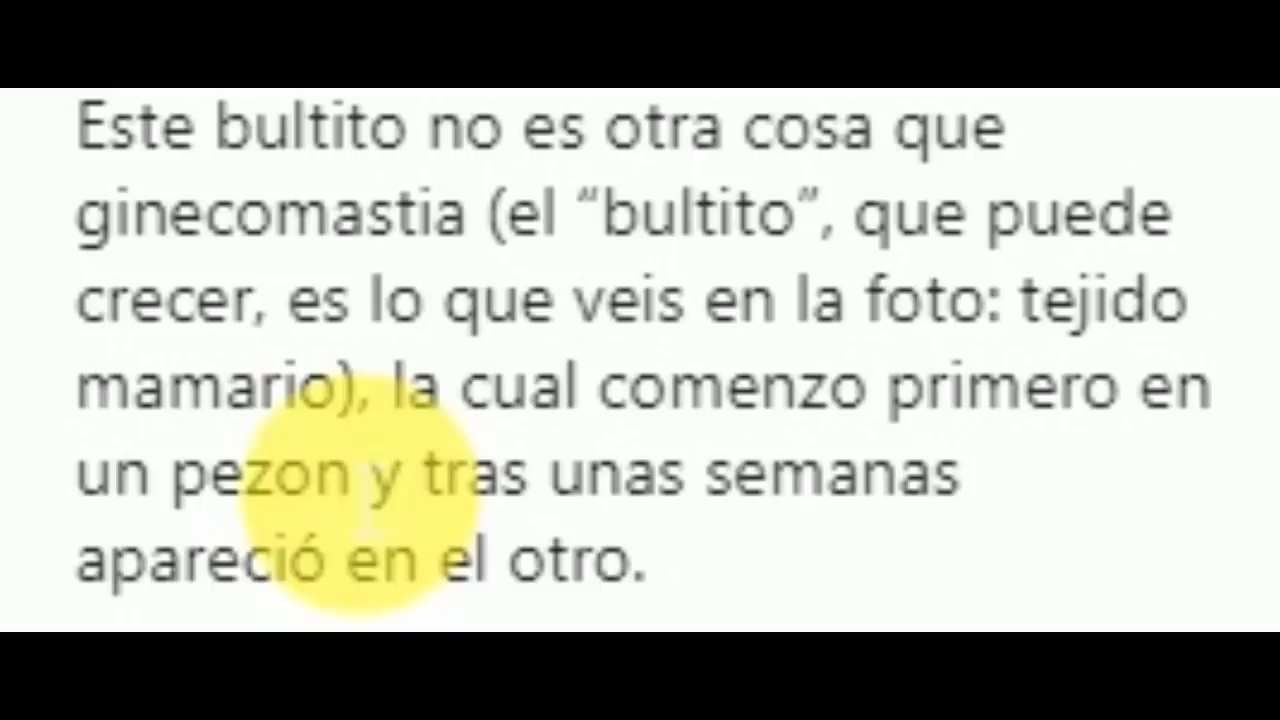 Este bultito no es otra cosa que
ginecomastia (el “bultito”, que puede
crecer, es lo que veis en la foto: tejido
mamario), la cual comenzo primero en
un pezon y tras unas semanas
apareció en el otro.